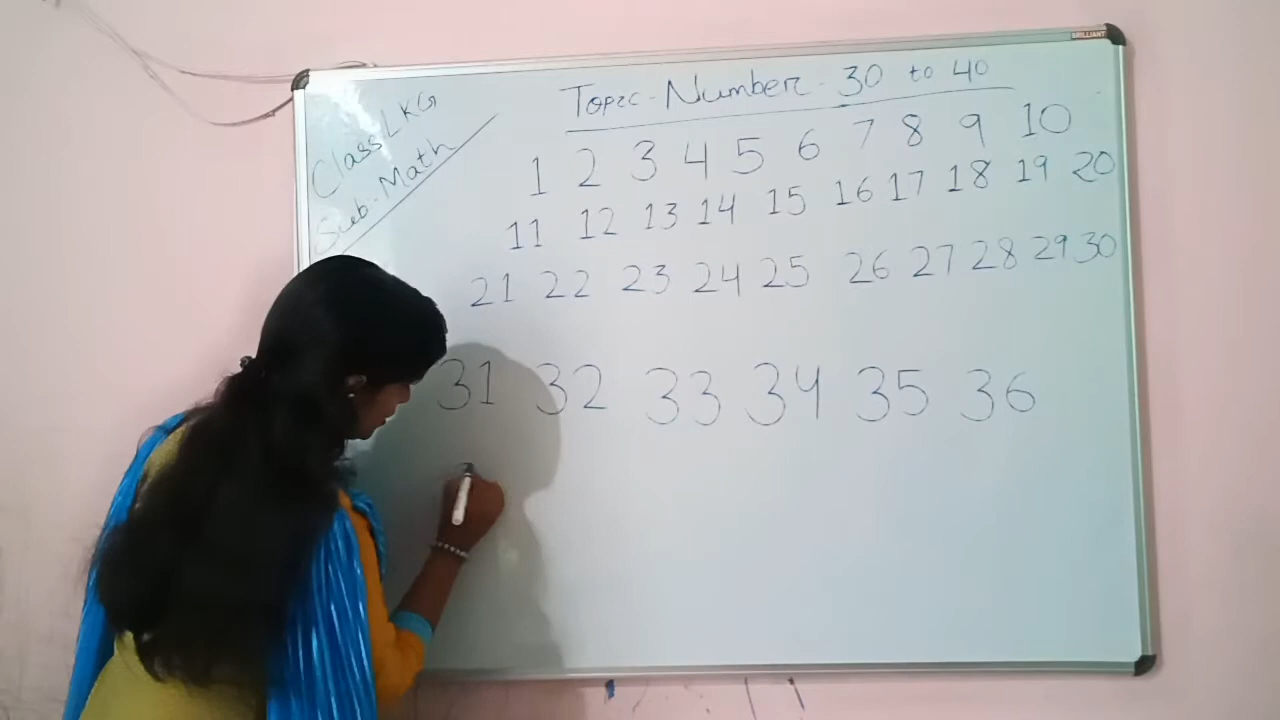 BRILLIANT
Class LKG
Sub - Math
Topic - Number - 30 to 40
1 2 3 4 5 6 7 8 9 10
11 12 13 14 15 16 17 18 19 20
21 22 23 24 25 26 27 28 29 30
31 32 33 34 35 36